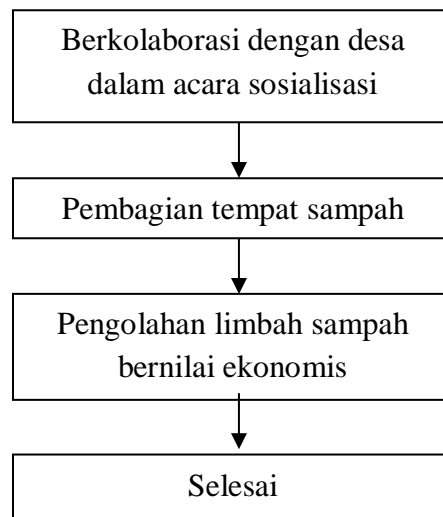 Berkolaborasi dengan desa
dalam acara sosialisasi
Pembagian tempat sampah
Pengolahan limbah sampah
bernilai ekonomis
Selesai